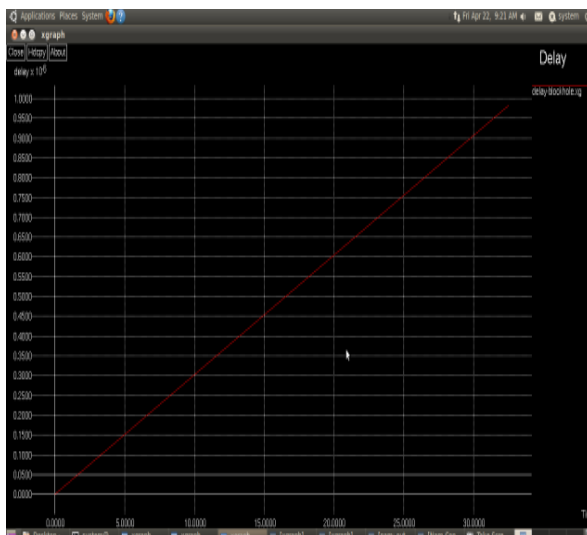 Applications Places System
Fri Apr 22, 9:21 AM
system
xgraph
Close Hdcpy About
Delay
delay x 10^6
delay-blockhole.xg
1.0000
0.9500
0.9000
0.8500
0.8000
0.7500
0.7000
0.6500
0.6000
0.5500
0.5000
0.4500
0.4000
0.3500
0.3000
0.2500
0.2000
0.1500
0.1000
0.0500
0.0000
0.0000 5.0000 10.0000 15.0000 20.0000 25.0000 30.0000